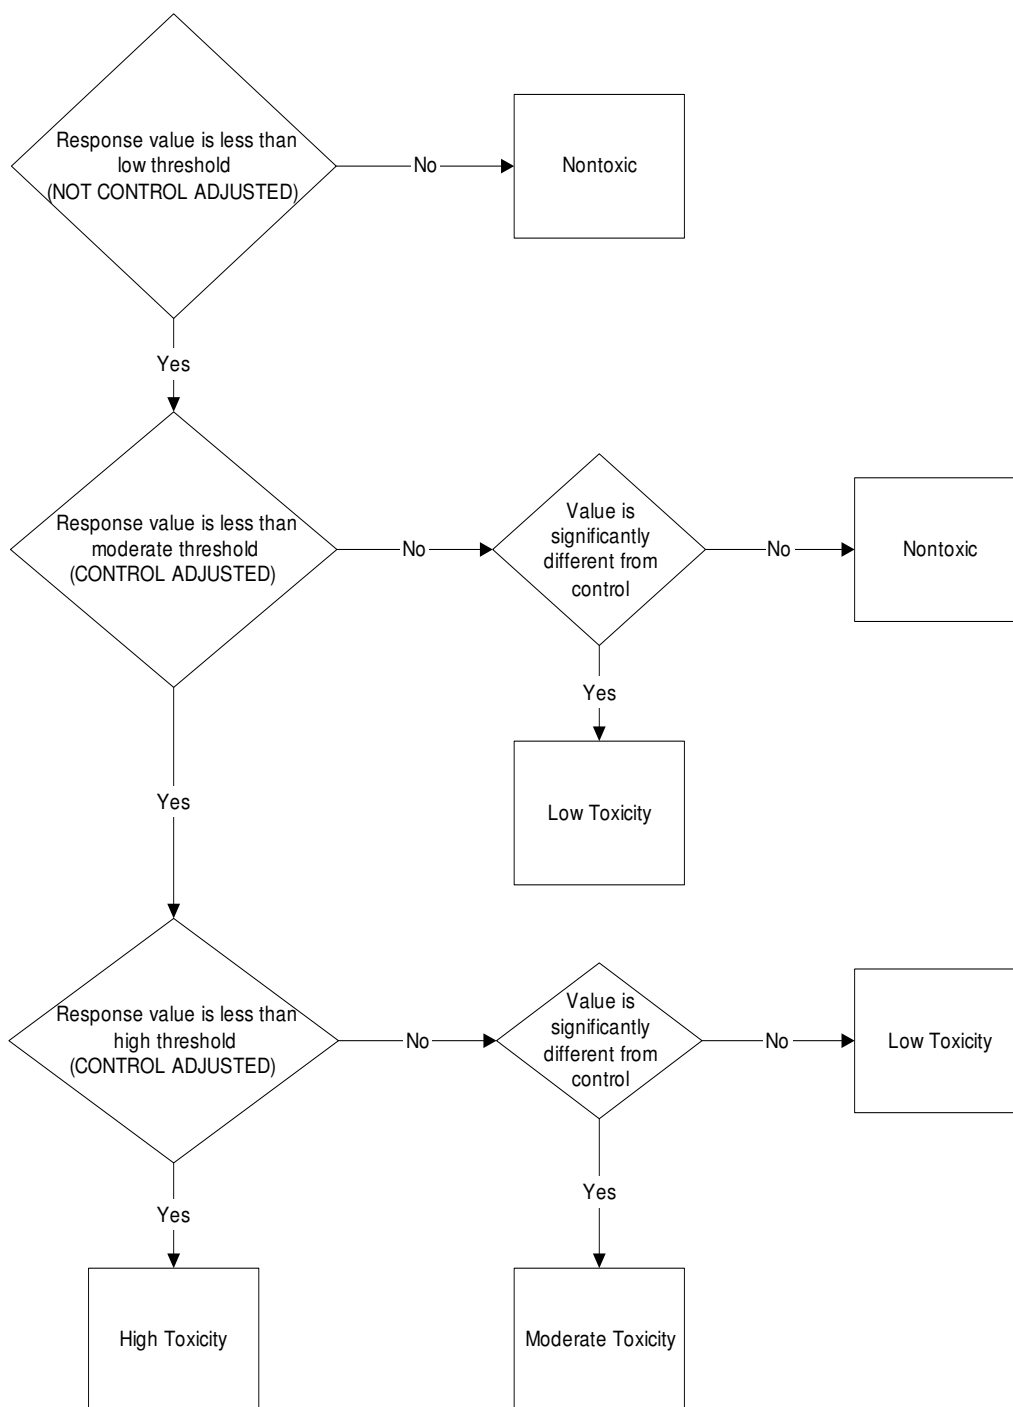 Response value is less than
low threshold
(NOT CONTROL ADJUSTED)
No
Nontoxic
Yes
Response value is less than
moderate threshold
(CONTROL ADJUSTED)
No
Value is
significantly
different from
control
No
Nontoxic
Yes
Low Toxicity
Yes
Response value is less than
high threshold
(CONTROL ADJUSTED)
No
Value is
significantly
different from
control
No
Low Toxicity
Yes
Yes
High Toxicity
Moderate Toxicity